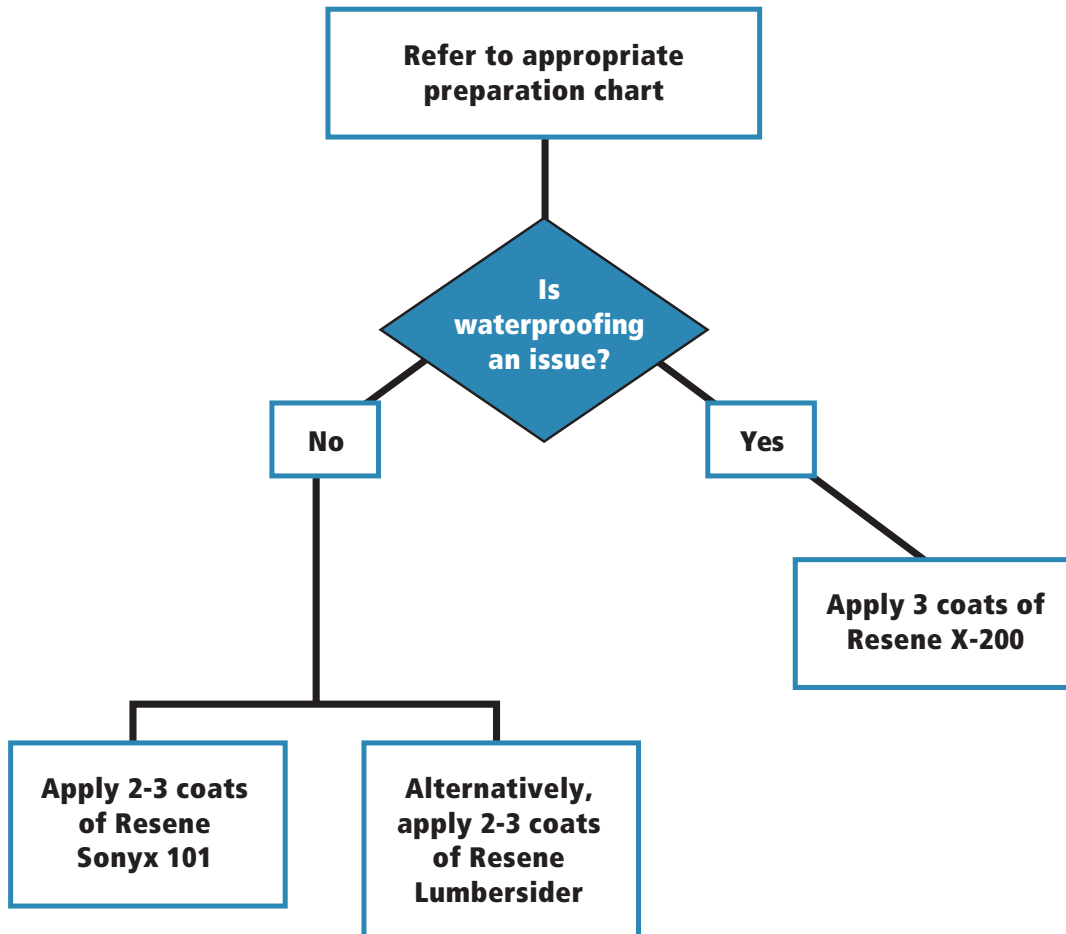 Refer to appropriate
preparation chart
Is
waterproofing
an issue?
No
Yes
Apply 3 coats of
Resene X-200
Apply 2-3 coats
of Resene
Sonyx 101
Alternatively,
apply 2-3 coats
of Resene
Lumbersider